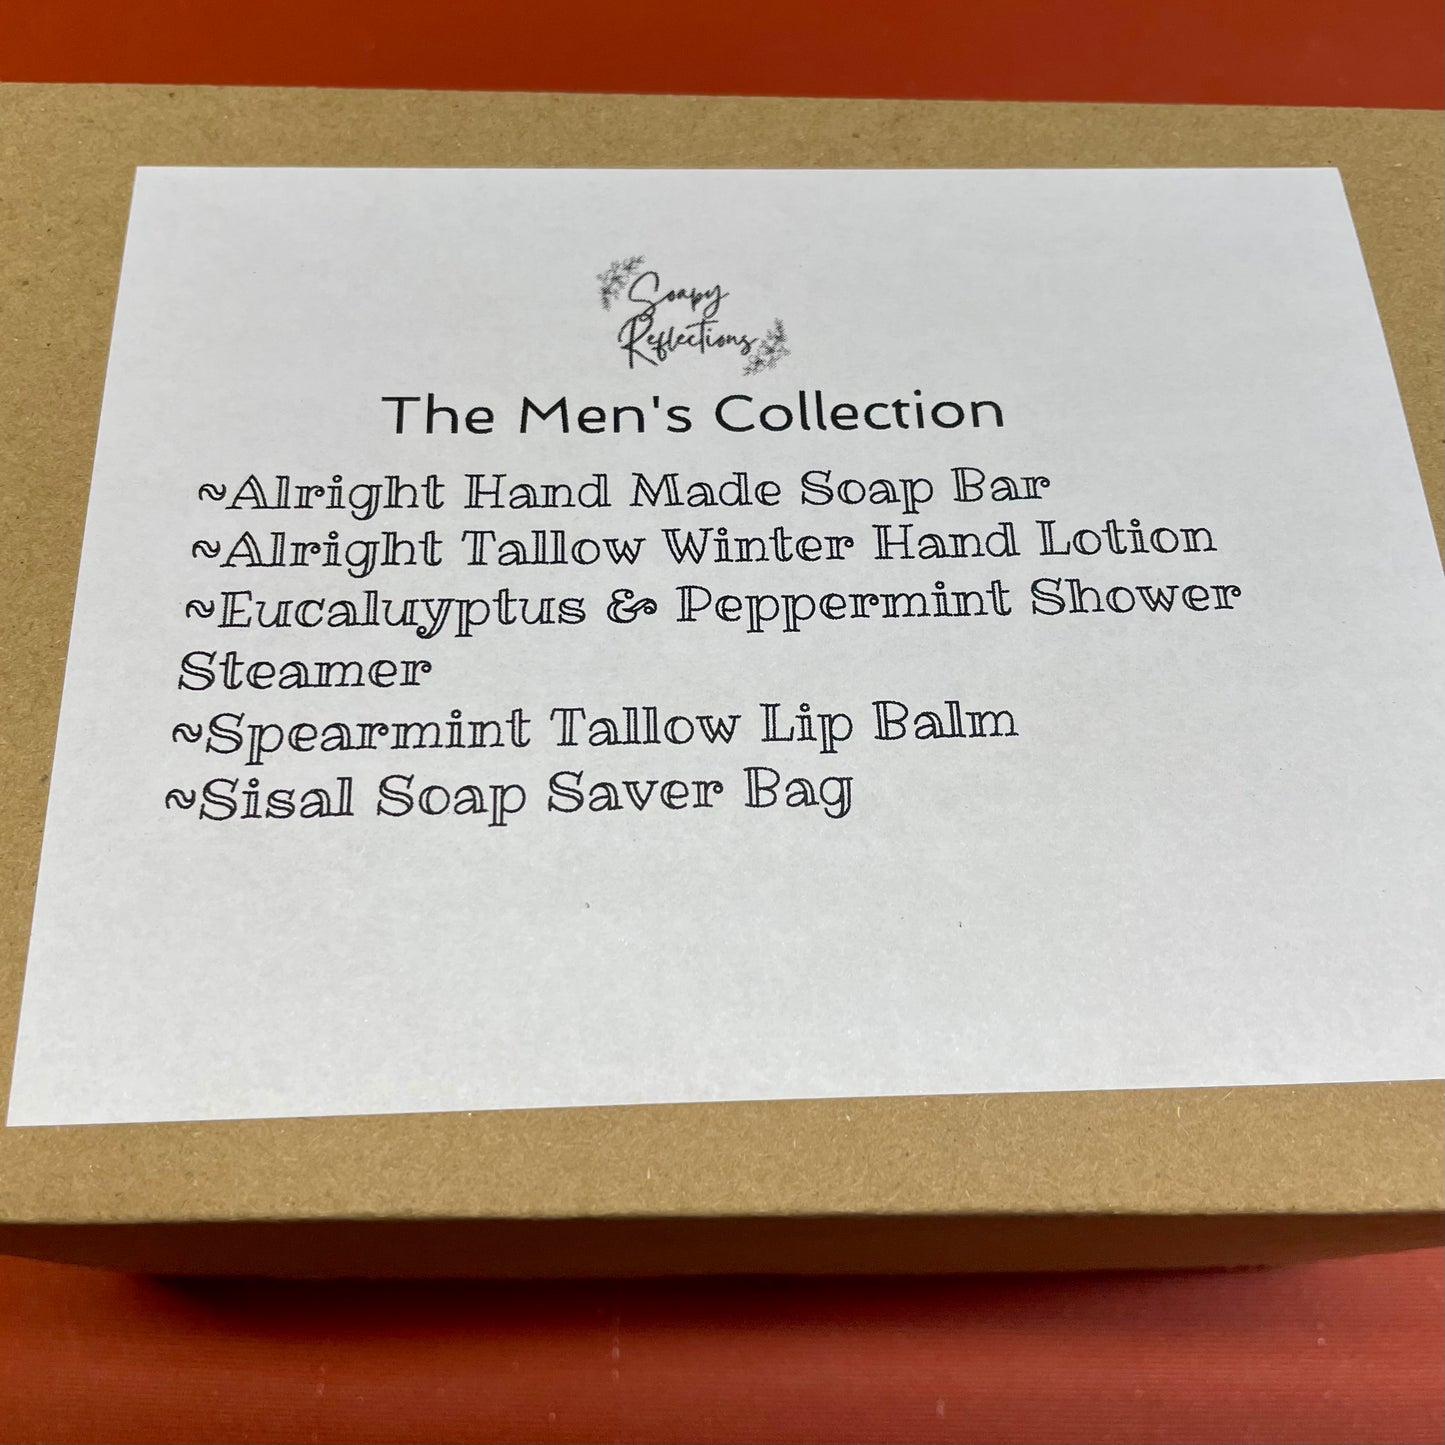 Soapy
Reflections
The Men's Collection
~Alright Hand Made Soap Bar
~Alright Tallow Winter Hand Lotion
~Eucaluyptus & Peppermint Shower
Steamer
~Spearmint Tallow Lip Balm
~Sisal Soap Saver Bag